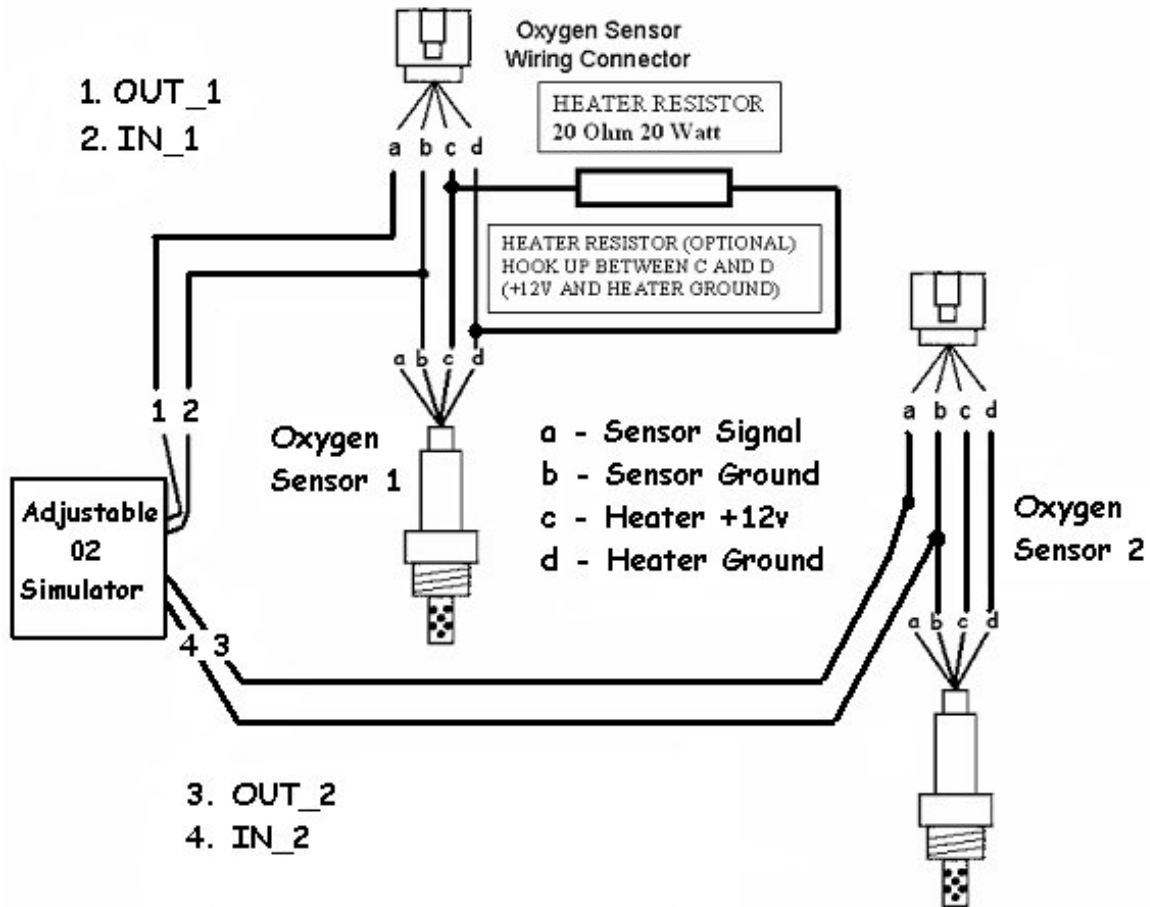 Oxygen Sensor
Wiring Connector
1. OUT_1
2. IN_1
HEATER RESISTOR
20 Ohm 20 Watt
a b c d
HEATER RESISTOR (OPTIONAL)
HOOK UP BETWEEN C AND D
(+12V AND HEATER GROUND)
a b c d
1 2
Oxygen
Sensor 1
a - Sensor Signal
b - Sensor Ground
c - Heater +12v
d - Heater Ground
a b c d
Adjustable
02
Simulator
Oxygen
Sensor 2
a b c d
4 3
3. OUT_2
4. IN_2